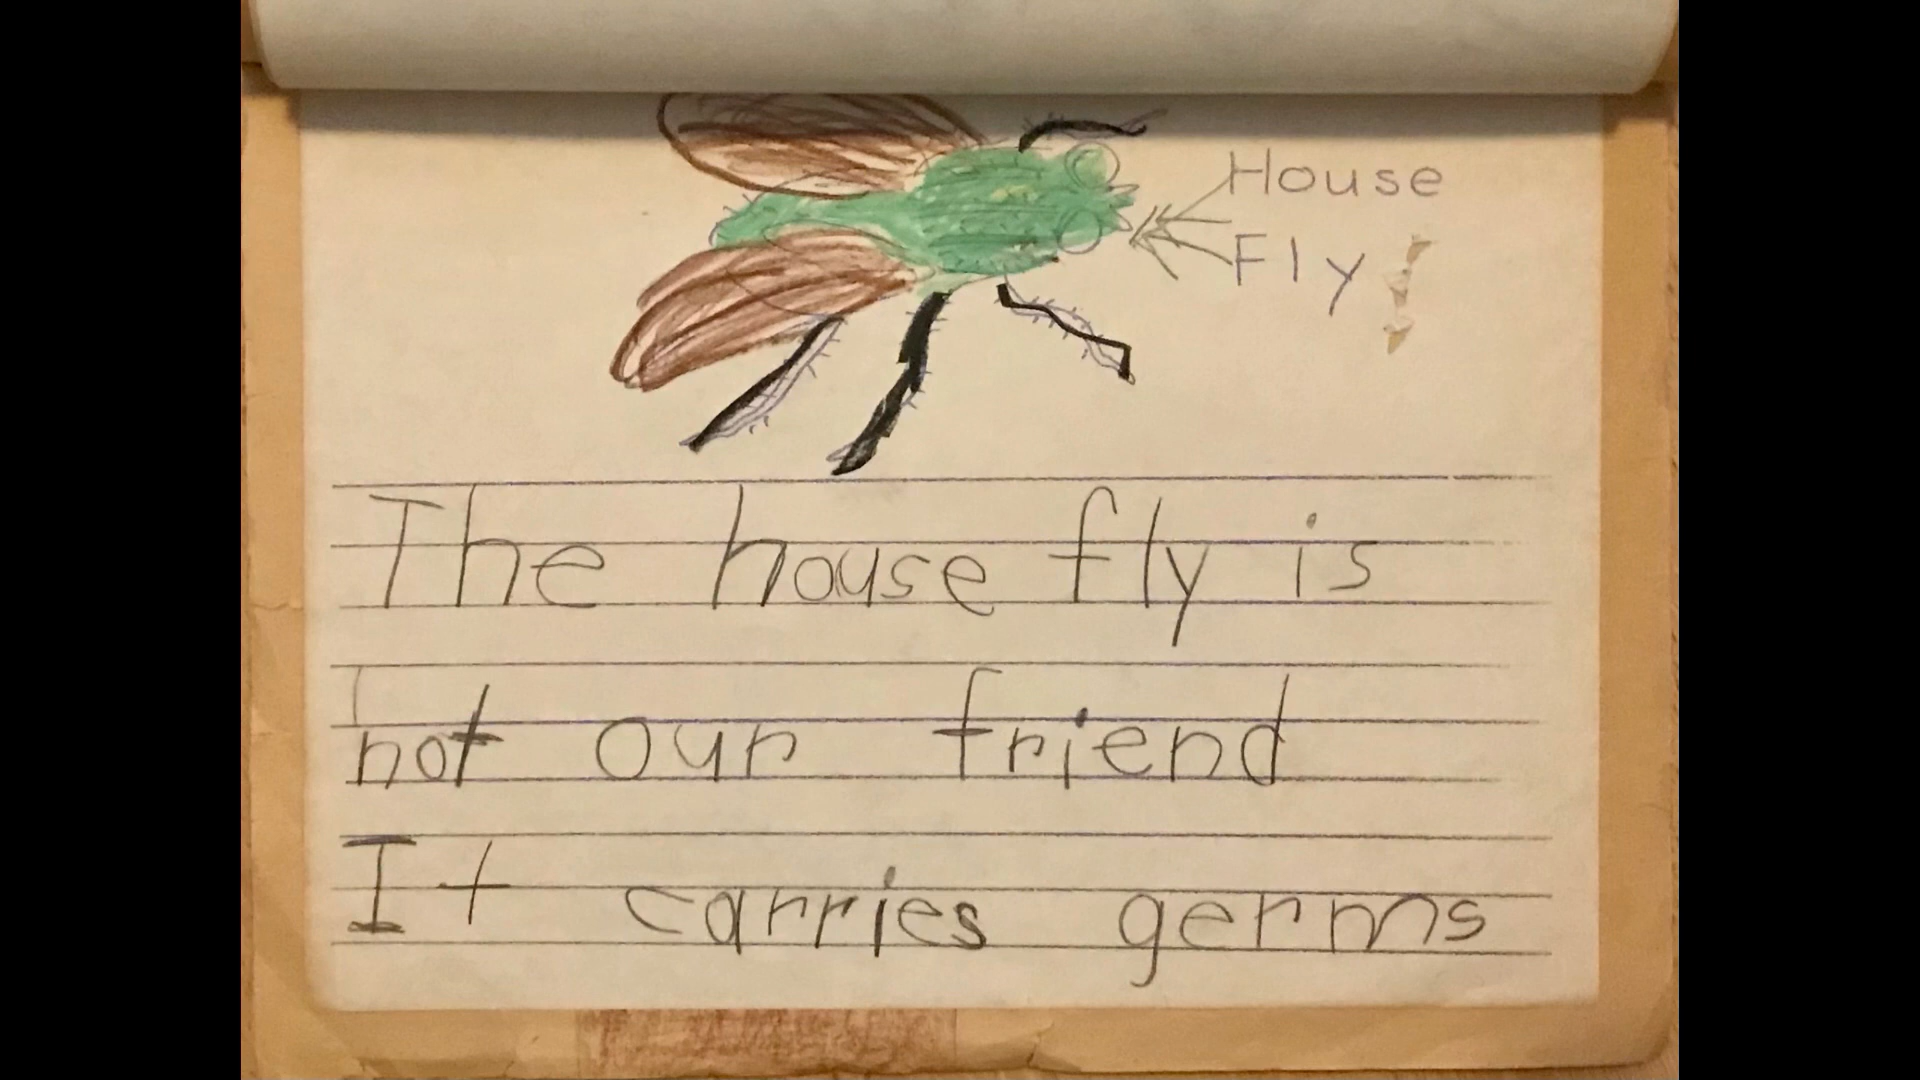 House
Fly
The house fly is
not our friend
It carries germs